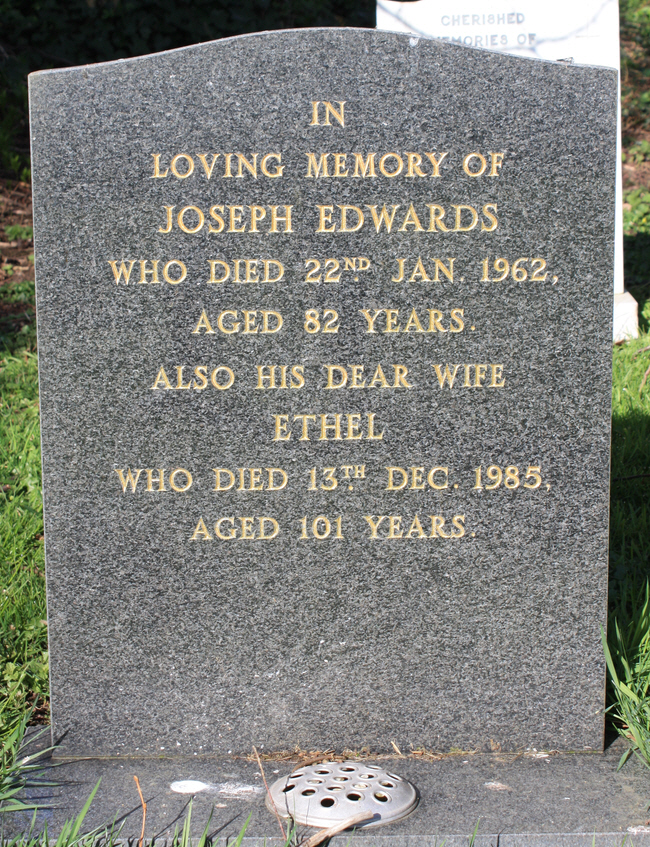 CHERISHED
MEMORIES OF
IN
LOVING MEMORY OF
JOSEPH EDWARDS
WHO DIED 22ND. JAN. 1962,
AGED 82 YEARS.
ALSO HIS DEAR WIFE
ETHEL
WHO DIED 13TH. DEC. 1985,
AGED 101 YEARS.